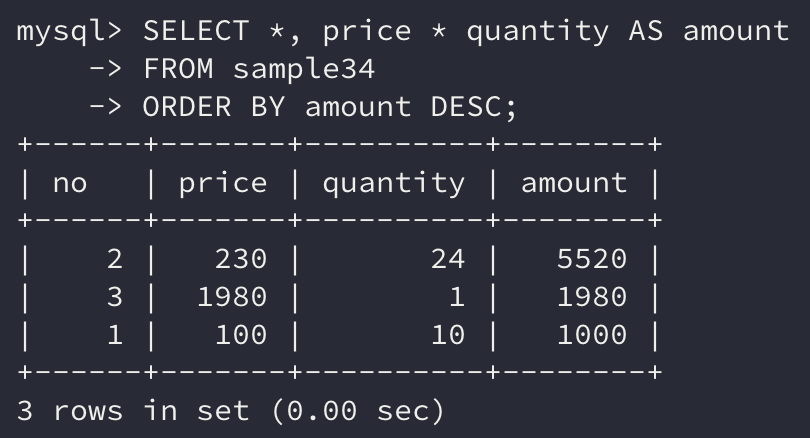 mysql> SELECT *, price * quantity AS amount
    -> FROM sample34
    -> ORDER BY amount DESC;
+------+-------+----------+--------+
| no   | price | quantity | amount |
+------+-------+----------+--------+
|    2 |   230 |       24 |   5520 |
|    3 |  1980 |        1 |   1980 |
|    1 |   100 |       10 |   1000 |
+------+-------+----------+--------+
3 rows in set (0.00 sec)